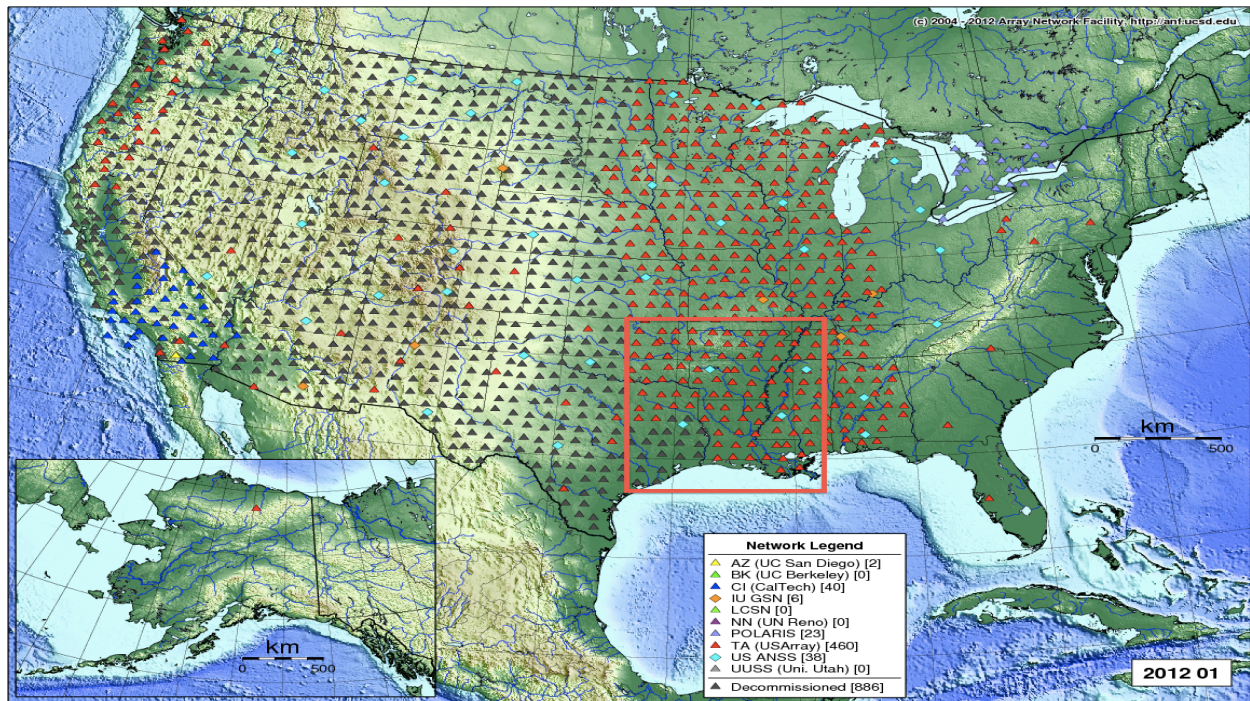 (c) 2004 - 2012 Array Network Facility: http://anf.ucsd.edu
km
0 500
km
0 500
Network Legend
AZ (UC San Diego) [2]
BK (UC Berkeley) [0]
CI (CalTech) [40]
IU GSN [6]
LCSN [0]
NN (UN Reno) [0]
POLARIS [23]
TA (USArray) [460]
US ANSS [38]
UUSS (Uni. Utah) [0]
Decommissioned [886]
2012 01